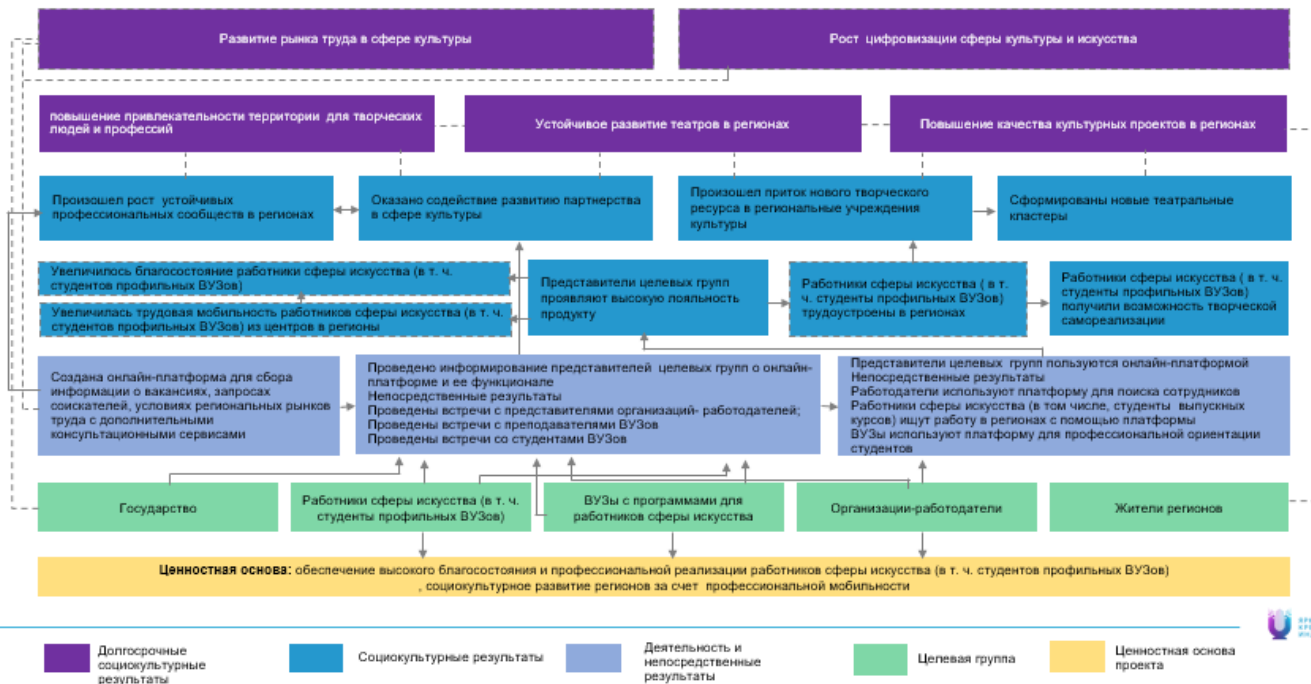 Развитие рынка труда в сфере культуры
Рост цифровизации сферы культуры и искусства
повышение привлекательности территории для творческих
людей и профессий
Устойчивое развитие театров в регионах
Повышение качества культурных проектов в регионах
Произошел рост устойчивых
профессиональных сообществ в регионах
Оказано содействие развитию партнерства
в сфере культуры
Произошел приток нового творческого
ресурса в региональные учреждения
культуры
Сформированы новые театральные
кластеры
Увеличилось благосостояние работники сферы искусства (в т. ч.
студентов профильных ВУЗов)
Увеличилась трудовая мобильность работников сферы искусства (в т. ч.
студентов профильных ВУЗов) из центров в регионы
Представители целевых групп
проявляют высокую лояльность
продукту
Работники сферы искусства ( в т.
ч. студенты профильных ВУЗов)
трудоустроены в регионах
Работники сферы искусства ( в т. ч.
студенты профильных ВУЗов)
получили возможность творческой
самореализации
Создана онлайн-платформа для сбора
информации о вакансиях, запросах
соискателей, условиях региональных рынков
труда с дополнительными
консультационными сервисами
Проведено информирование представителей целевых групп о онлайн-
платформе и ее функционале
Непосредственные результаты
Проведены встречи с представителями организаций- работодателей;
Проведены встречи с преподавателями ВУЗов
Проведены встречи со студентами ВУЗов
Представители целевых групп пользуются онлайн-платформой
Непосредственные результаты
Работодатели используют платформу для поиска сотрудников
Работники сферы искусства (в том числе, студенты выпускных
курсов) ищут работу в регионах с помощью платформы
ВУЗы используют платформу для профессиональной ориентации
студентов
Государство
Работники сферы искусства (в т. ч.
студенты профильных ВУЗов)
ВУЗы с программами для
работников сферы искусства
Организации-работодатели
Жители регионов
Ценностная основа: обеспечение высокого благосостояния и профессиональной реализации работников сферы искусства (в т. ч. студентов профильных ВУЗов)
, социокультурное развитие регионов за счет профессиональной мобильности
Долгосрочные
социокультурные
результаты
Социокультурные результаты
Деятельность и
непосредственные
результаты
Целевая группа
Ценностная основа
проекта